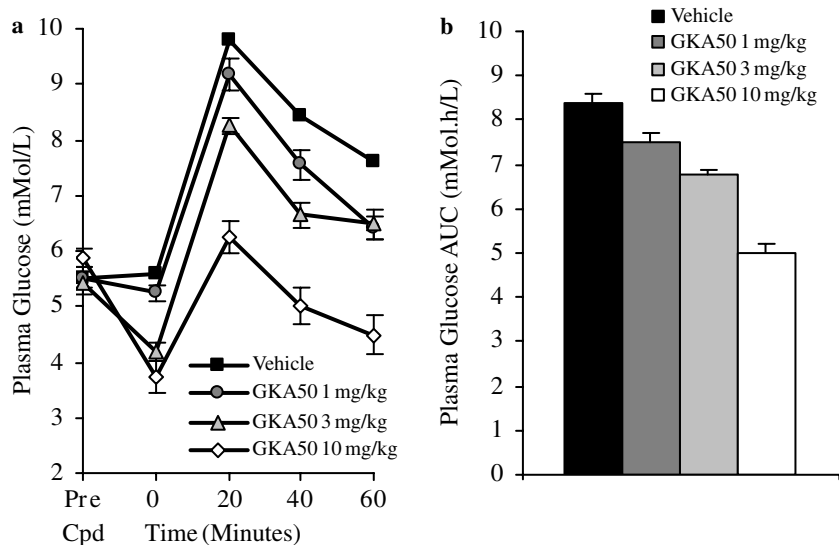 a
Plasma Glucose (mMol/L)
10
9
8
7
6
5
4
3
2
Vehicle
GKA50 1 mg/kg
GKA50 3 mg/kg
GKA50 10 mg/kg
Pre 0 20 40 60
Cpd Time (Minutes)
b
Plasma Glucose AUC (mMol.h/L)
Vehicle
GKA50 1 mg/kg
GKA50 3 mg/kg
GKA50 10 mg/kg
10
9
8
7
6
5
4
3
2
1
0